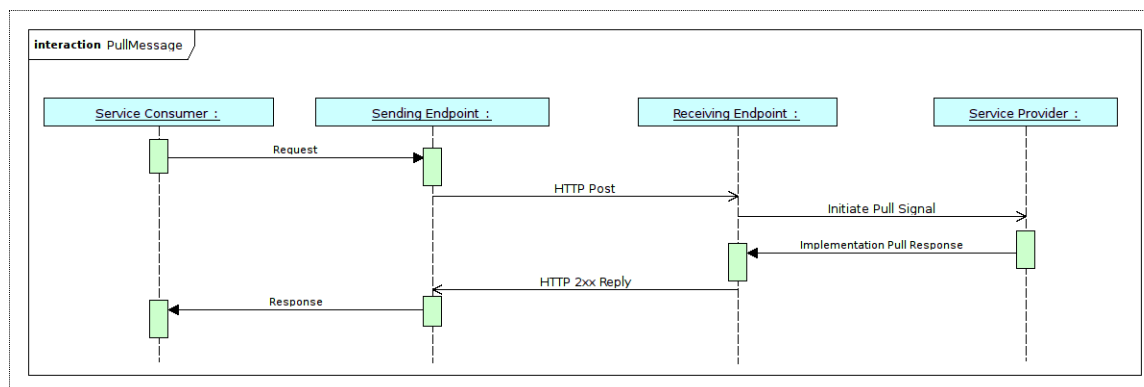 interaction PullMessage
Service Consumer :
Sending Endpoint :
Receiving Endpoint :
Service Provider :
Request
HTTP Post
Initiate Pull Signal
Implementation Pull Response
HTTP 2xx Reply
Response